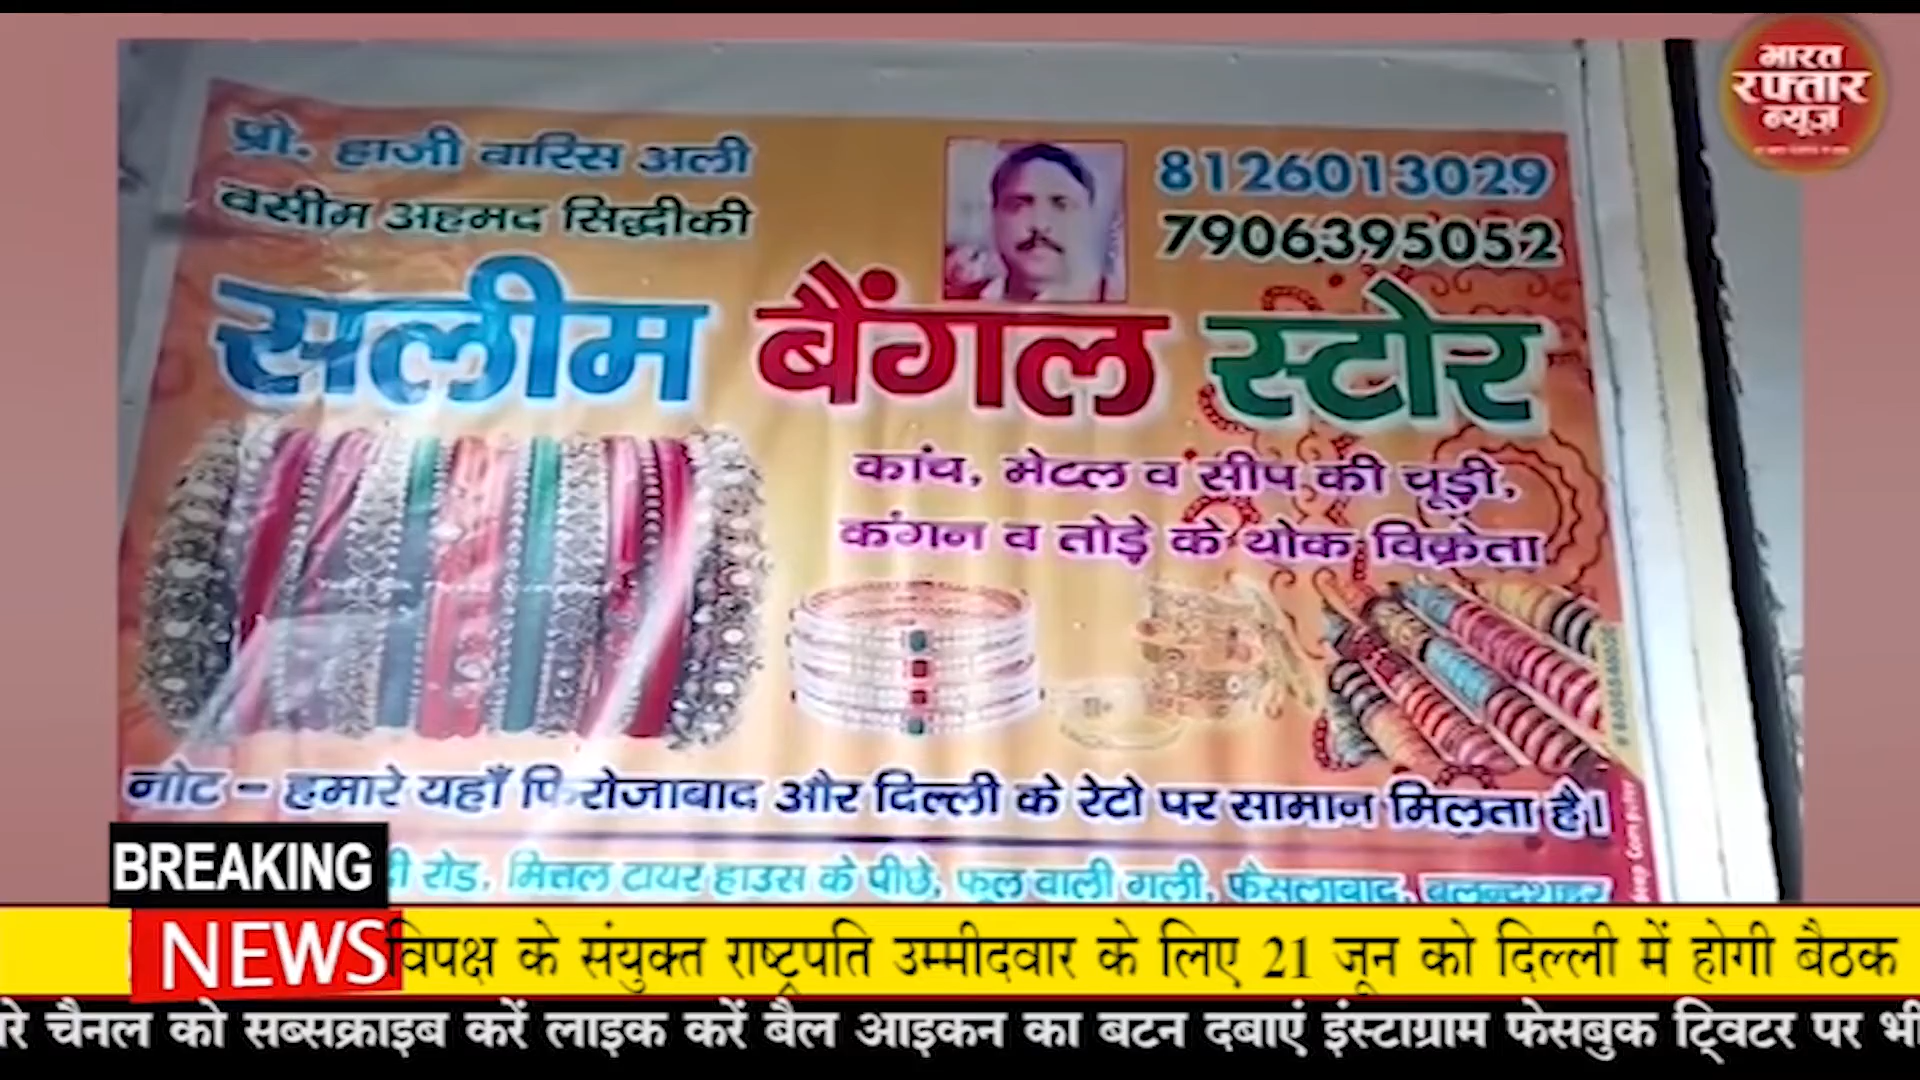 भारत
रफ्तार
न्यूज़
प्रो. हाजी वारिस अली
वसीम अहमद सिद्धीकी
8126013029
7906395052
सलीम बैंगल स्टोर
कांच, मेटल व सीप की चूड़ी,
कंगन व तोड़े के थोक विक्रेता
नोट - हमारे यहाँ फिरोजाबाद और दिल्ली के रेटो पर सामान मिलता है।
रोड, मित्तल टायर हाउस के पीछे, फूल वाली गली, फैसलाबाद, बुलन्दशहर
BREAKING
NEWS
विपक्ष के संयुक्त राष्ट्रपति उम्मीदवार के लिए 21 जून को दिल्ली में होगी बैठक
रे चैनल को सब्सक्राइब करें लाइक करें बैल आइकन का बटन दबाएं इंस्टाग्राम फेसबुक ट्विटर पर भी